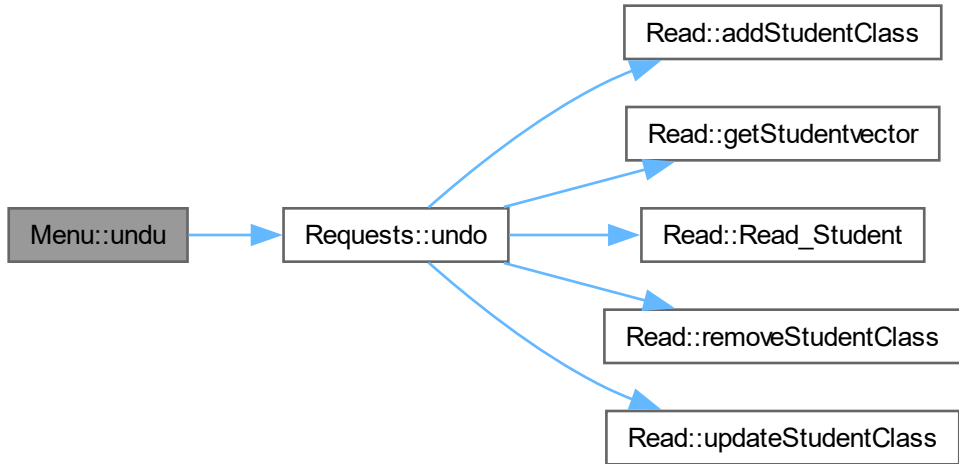 Menu::undu
Requests::undo
Read::addStudentClass
Read::getStudentvector
Read::Read_Student
Read::removeStudentClass
Read::updateStudentClass